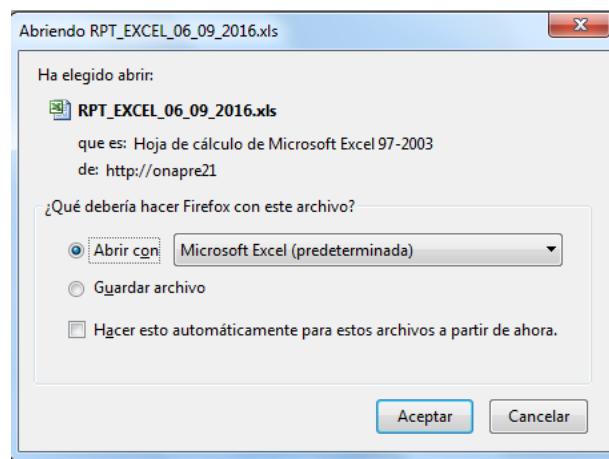 Abriendo RPT_EXCEL_06_09_2016.xls
Ha elegido abrir:
RPT_EXCEL_06_09_2016.xls
que es: Hoja de cálculo de Microsoft Excel 97-2003
de: http://onapre21
¿Qué debería hacer Firefox con este archivo?
Abrir con Microsoft Excel (predeterminada)
Guardar archivo
Hacer esto automáticamente para estos archivos a partir de ahora.
Aceptar Cancelar